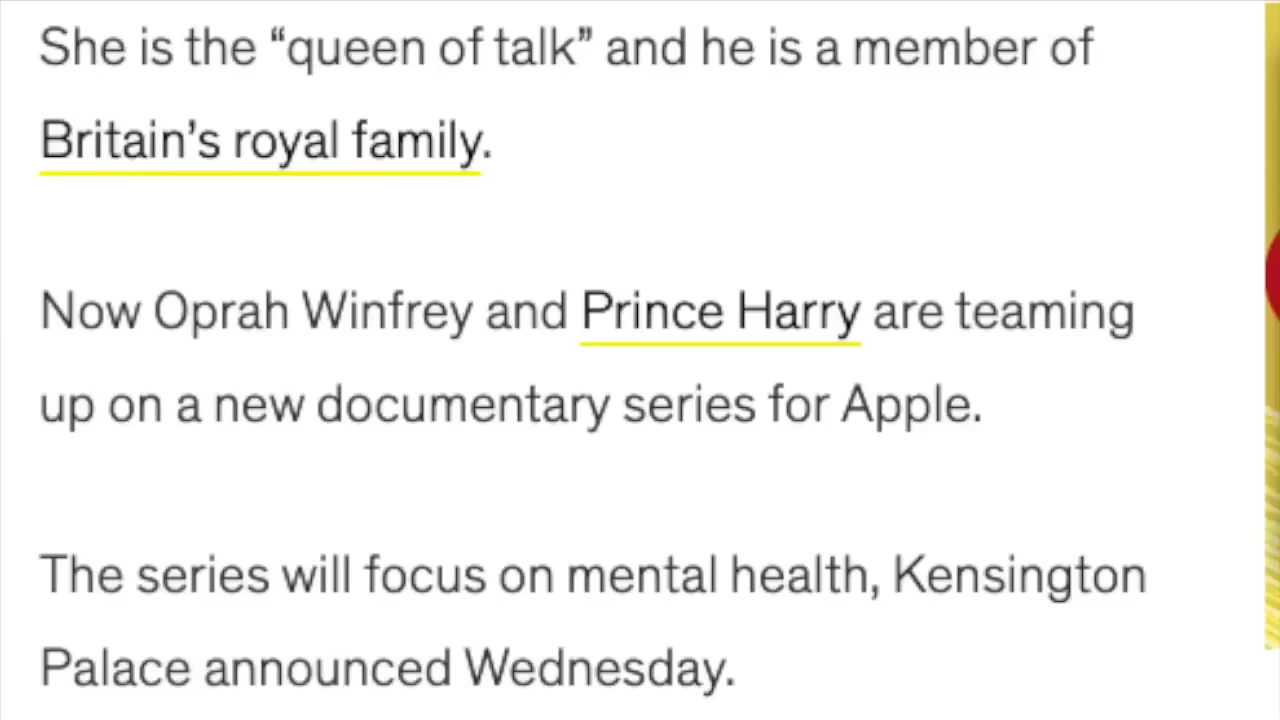 She is the “queen of talk” and he is a member of
Britain’s royal family.
Now Oprah Winfrey and Prince Harry are teaming
up on a new documentary series for Apple.
The series will focus on mental health, Kensington
Palace announced Wednesday.